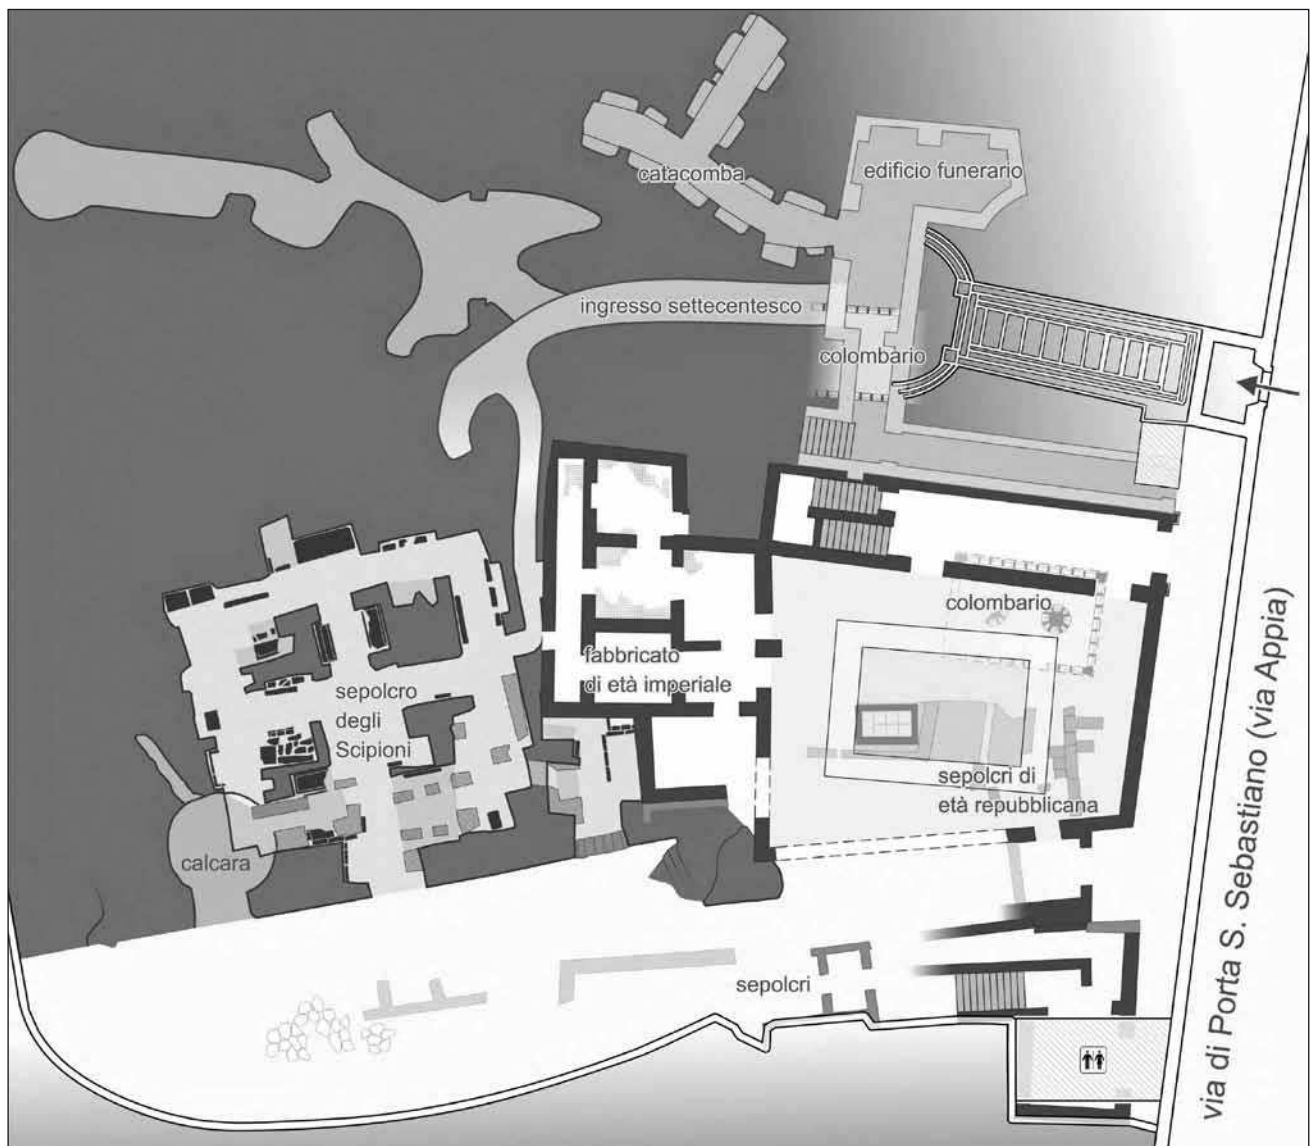 catacomba
edificio funerario
ingresso settecentesco
colombario
colombario
fabbricato
di età imperiale
sepolcro
degli
Scipioni
sepolcri di
età repubblicana
calcara
sepolcri
via di Porta S. Sebastiano (via Appia)